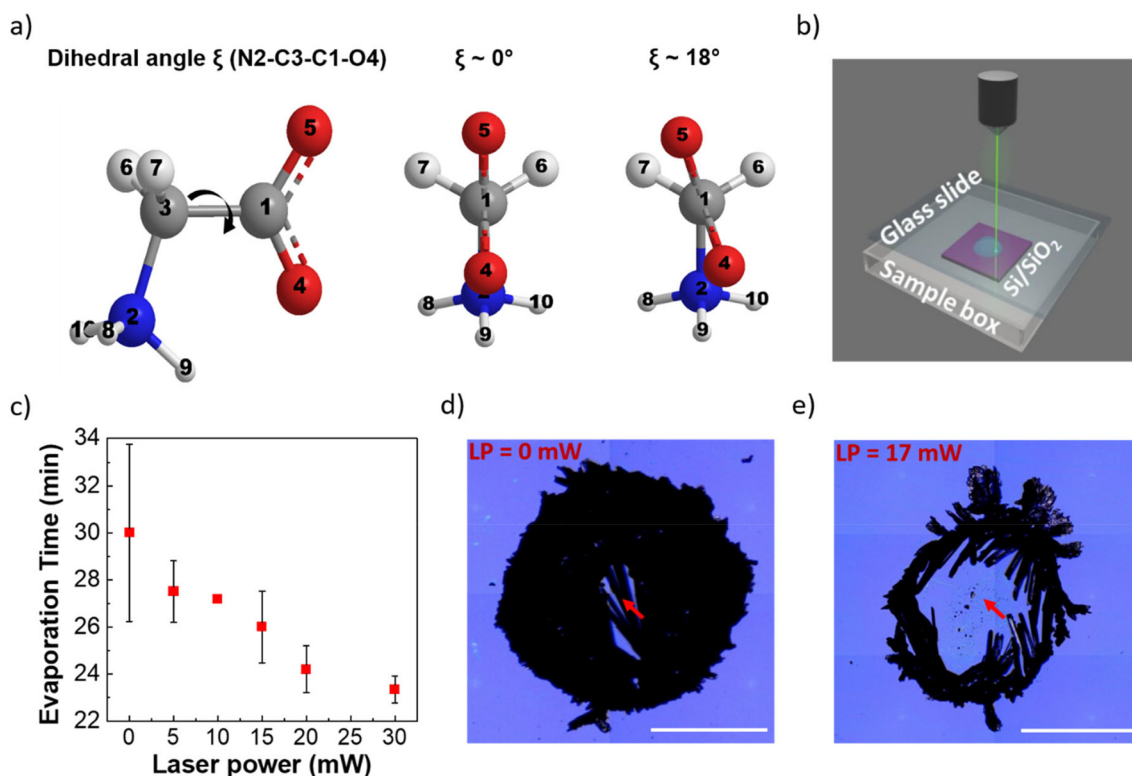 a)
b)
Dihedral angle ξ (N2-C3-C1-O4)
ξ ~ 0°
ξ ~ 18°
5
6
7
3
1
4
2
10
8
9
5
7
6
1
4
8
10
9
5
7
6
1
4
2
8
10
9
Glass slide
Si/SiO2
Sample box
c)
d)
e)
Evaporation Time (min)
34
32
30
28
26
24
22
0
5
10
15
20
25
30
Laser power (mW)
LP = 0 mW
LP = 17 mW